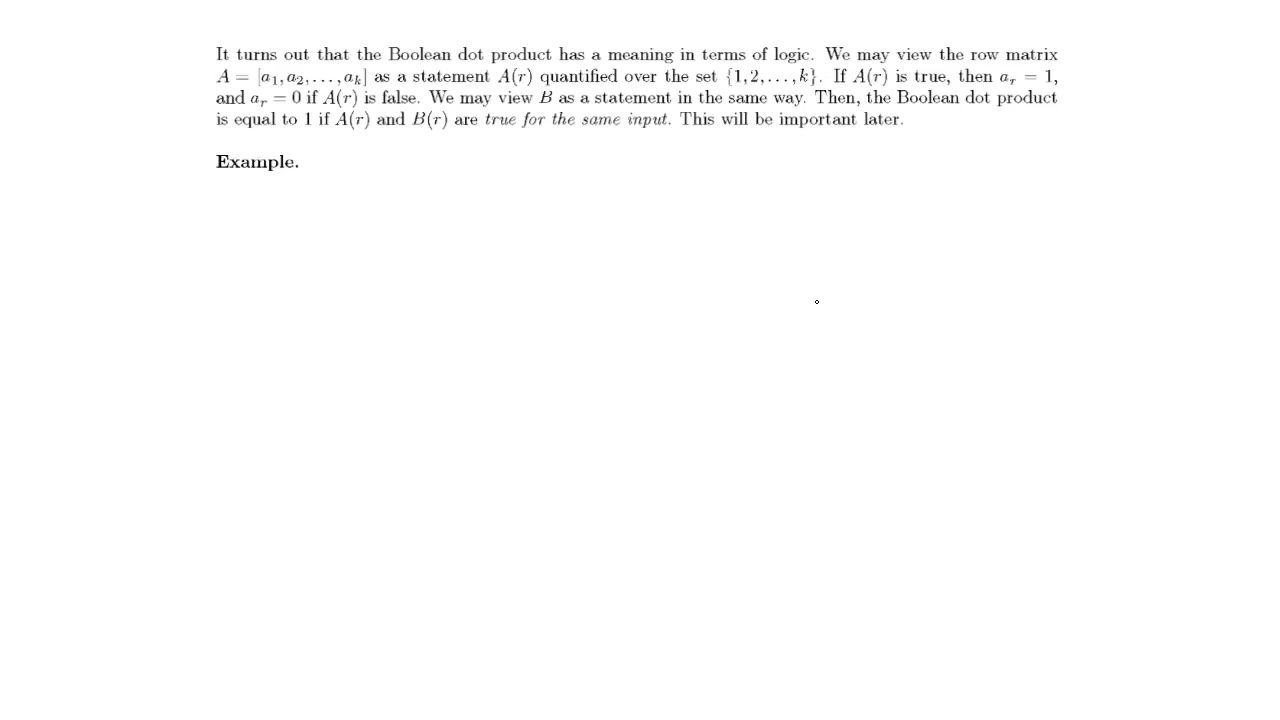 It turns out that the Boolean dot product has a meaning in terms of logic. We may view the row matrix
A = [a₁, a₂, . . . , aₖ] as a statement A(r) quantified over the set {1, 2, . . . , k}. If A(r) is true, then aᵣ = 1,
and aᵣ = 0 if A(r) is false. We may view B as a statement in the same way. Then, the Boolean dot product
is equal to 1 if A(r) and B(r) are true for the same input. This will be important later.
Example.